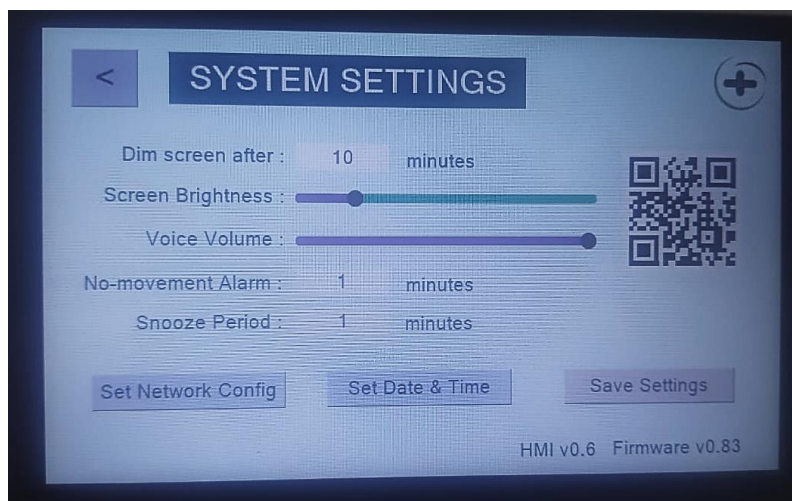 <
SYSTEM SETTINGS
Dim screen after : 10 minutes
Screen Brightness :
Voice Volume :
No-movement Alarm : 1 minutes
Snooze Period : 1 minutes
Set Network Config Set Date & Time Save Settings
HMI v0.6 Firmware v0.83